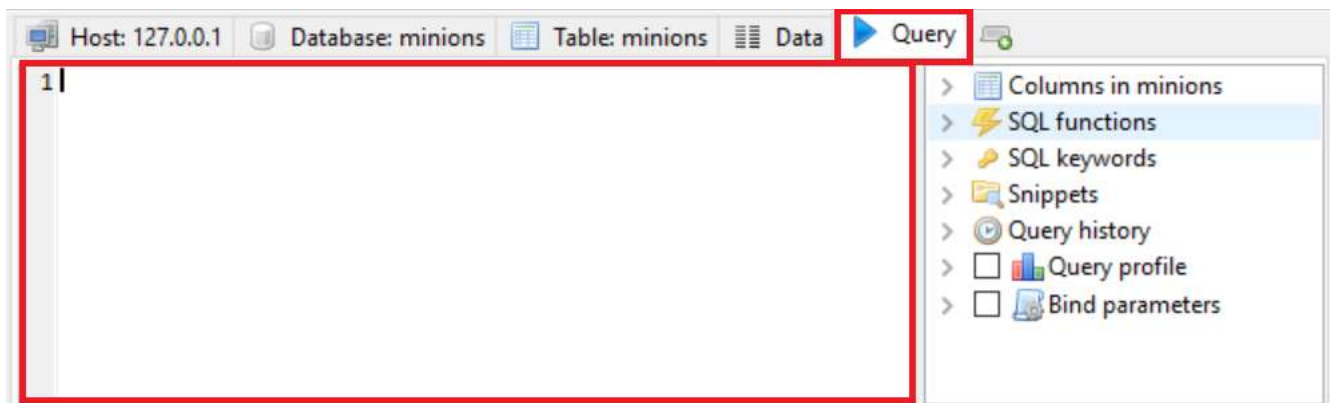 Host: 127.0.0.1 Database: minions Table: minions Data Query
1
Columns in minions
SQL functions
SQL keywords
Snippets
Query history
Query profile
Bind parameters